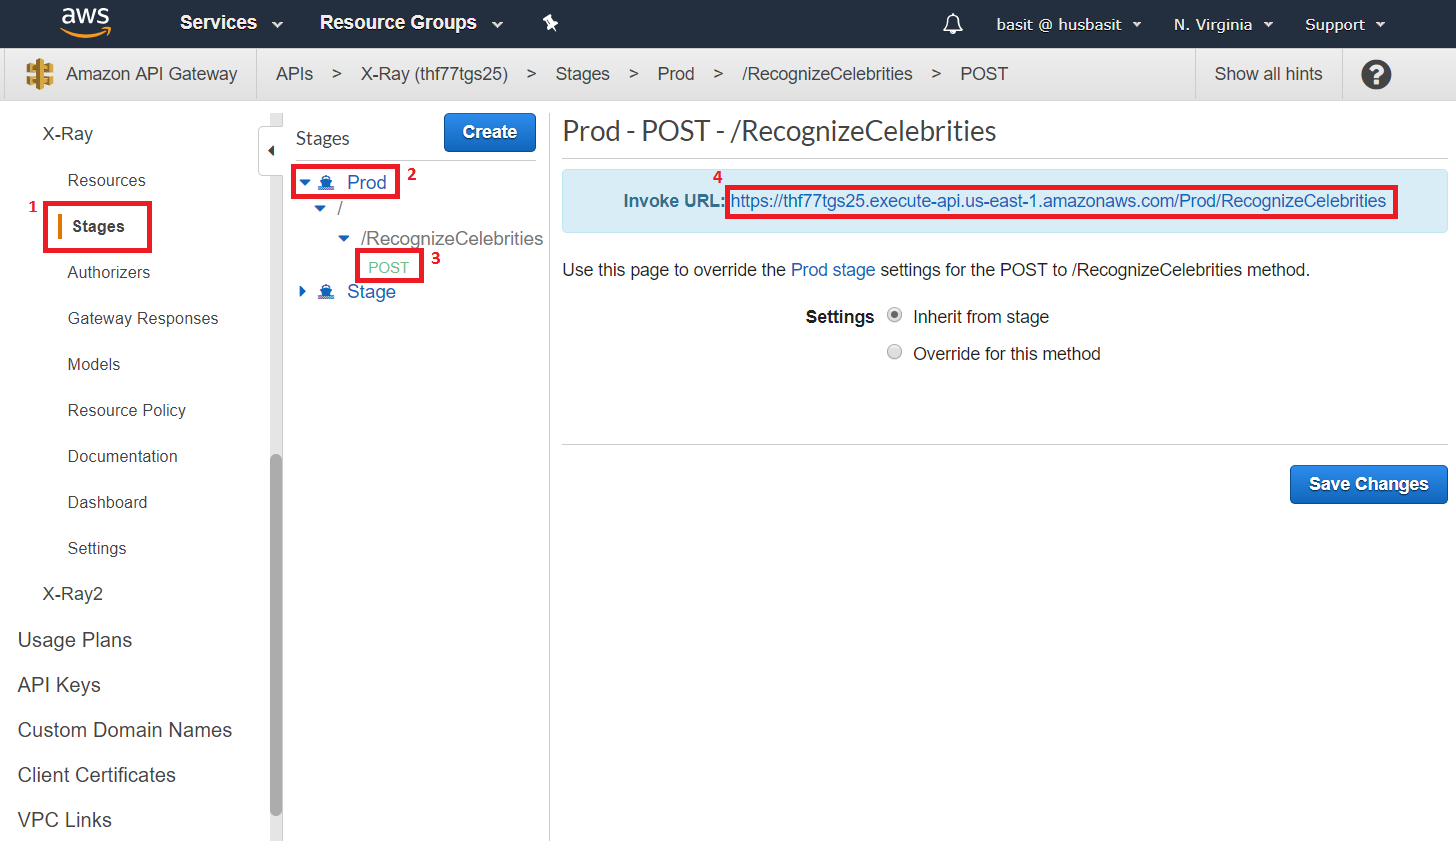 aws Services Resource Groups basit @ husbasit N. Virginia Support
Amazon API Gateway APIs > X-Ray (thf77tgs25) > Stages > Prod > /RecognizeCelebrities > POST Show all hints ?
X-Ray
Resources
1 Stages
Authorizers
Gateway Responses
Models
Resource Policy
Documentation
Dashboard
Settings
X-Ray2
Usage Plans
API Keys
Custom Domain Names
Client Certificates
VPC Links
Stages Create
Prod 2
/
/RecognizeCelebrities
POST 3
Stage
Prod - POST - /RecognizeCelebrities
4
Invoke URL: https://thf77tgs25.execute-api.us-east-1.amazonaws.com/Prod/RecognizeCelebrities
Use this page to override the Prod stage settings for the POST to /RecognizeCelebrities method.
Settings Inherit from stage
Override for this method
Save Changes